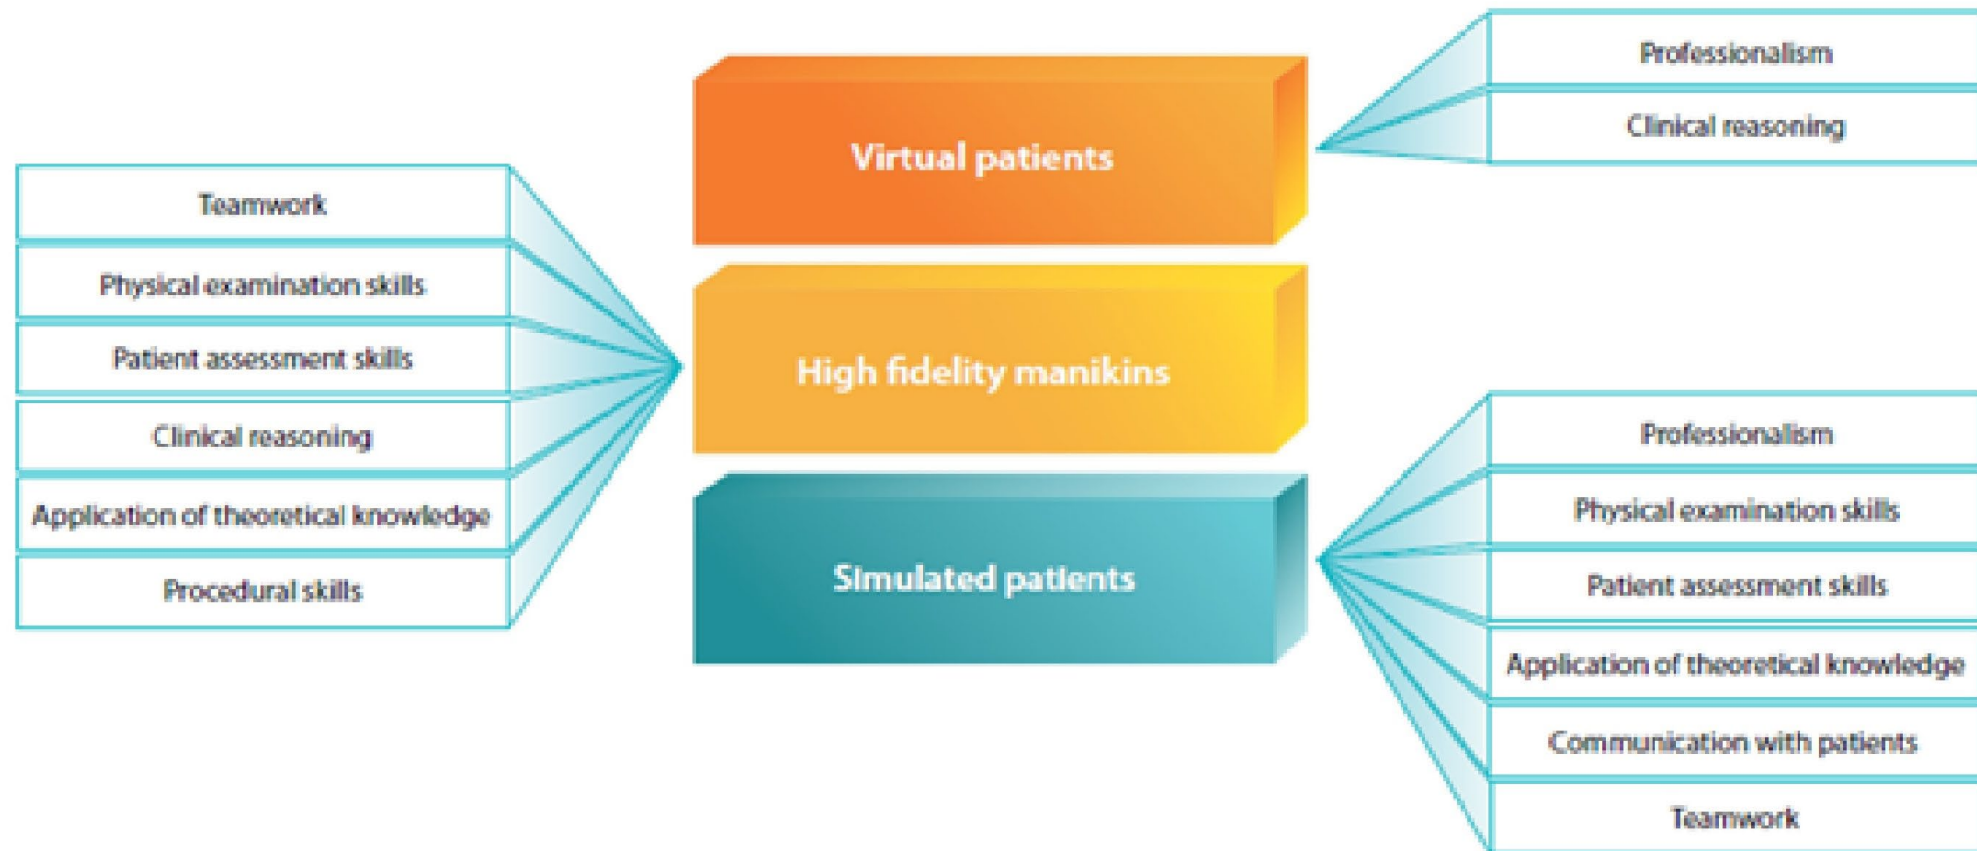 Virtual patients
Professionalism
Clinical reasoning
High fidelity manikins
Teamwork
Physical examination skills
Patient assessment skills
Clinical reasoning
Application of theoretical knowledge
Procedural skills
Simulated patients
Professionalism
Physical examination skills
Patient assessment skills
Application of theoretical knowledge
Communication with patients
Teamwork